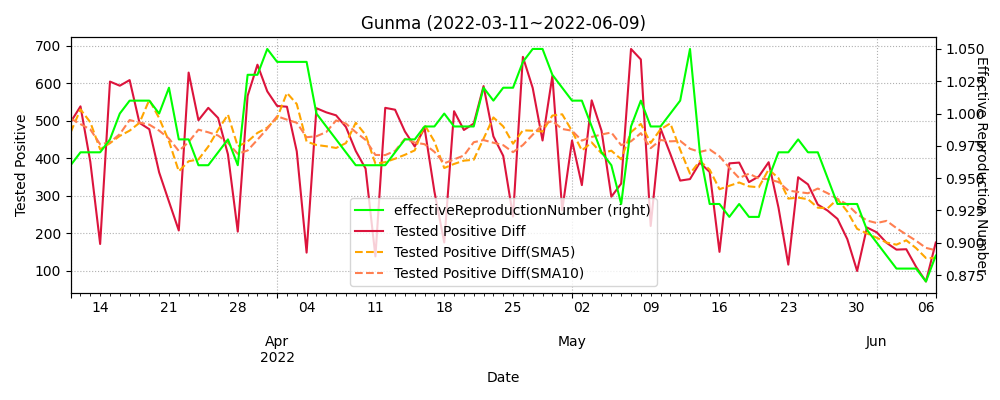 Gunma (2022-03-11~2022-06-09)
Tested Positive
700
600
500
400
300
200
100
1.050
1.025
1.000
0.975
0.950
0.925
0.900
0.875
Effective Reproduction Number
effectiveReproductionNumber (right)
Tested Positive Diff
Tested Positive Diff(SMA5)
Tested Positive Diff(SMA10)
14 21 28 04 11 18 25 02 09 16 23 30 06
Apr May Jun
2022
Date